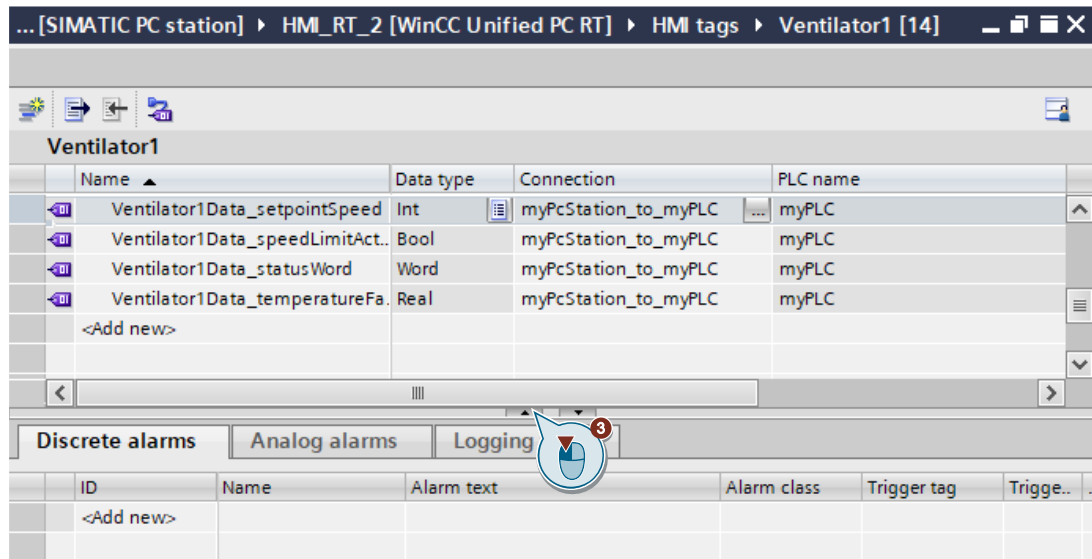 ... [SIMATIC PC station] HMI_RT_2 [WinCC Unified PC RT] HMI tags Ventilator1 [14]
Ventilator1
Name Data type Connection PLC name
Ventilator1Data_setpointSpeed Int myPcStation_to_myPLC ... myPLC
Ventilator1Data_speedLimitAct.. Bool myPcStation_to_myPLC myPLC
Ventilator1Data_statusWord Word myPcStation_to_myPLC myPLC
Ventilator1Data_temperatureFa. Real myPcStation_to_myPLC myPLC
<Add new>
3
Discrete alarms Analog alarms Logging
ID Name Alarm text Alarm class Trigger tag Trigge.. .
<Add new>